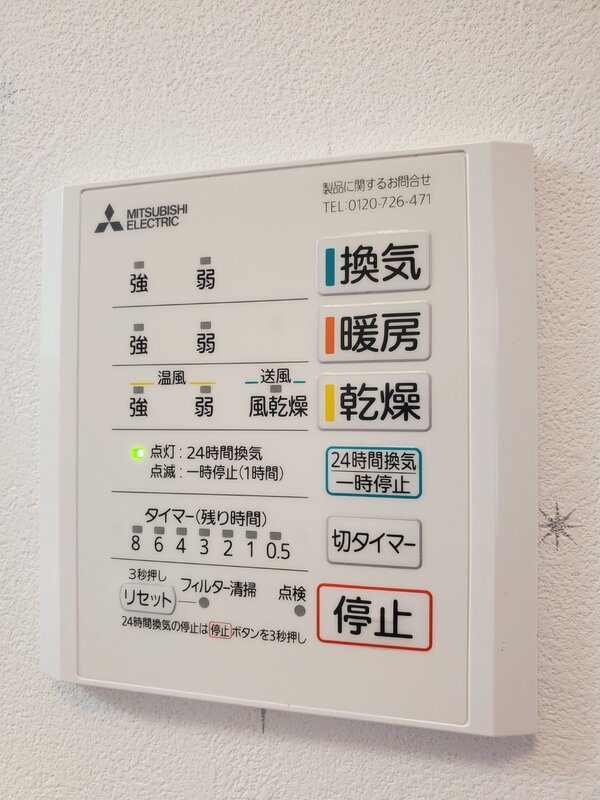 MITSUBISHI
ELECTRIC
製品に関するお問合せ
TEL:0120-726-471
強 弱 換気
強 弱 暖房
温風 送風
強 弱 風乾燥 乾燥
点灯：24時間換気
点滅：一時停止(1時間)
24時間換気
一時停止
タイマー(残り時間)
8 6 4 3 2 1 0.5
切タイマー
3秒押し
リセット フィルター清掃 点検
24時間換気の停止は停止ボタンを3秒押し
停止